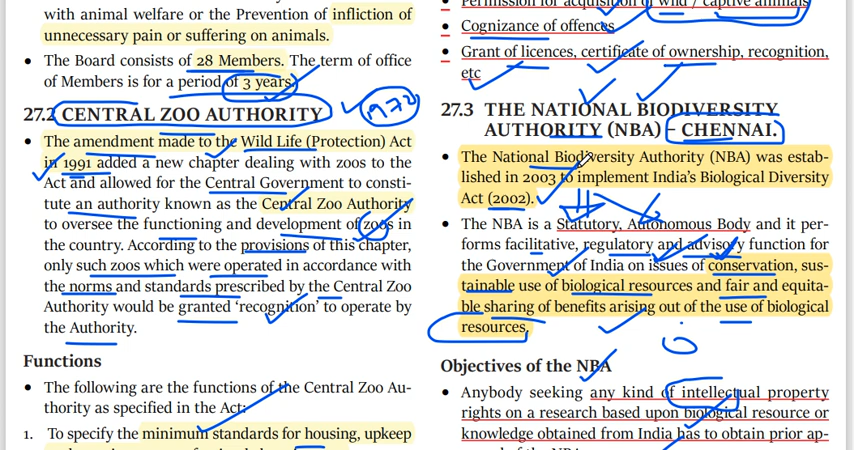 with animal welfare or the Prevention of infliction of
unnecessary pain or suffering on animals.
• The Board consists of 28 Members. The term of office
of Members is for a period of 3 years.
27.2 CENTRAL ZOO AUTHORITY
1972
• The amendment made to the Wild Life (Protection) Act
in 1991 added a new chapter dealing with zoos to the
Act and allowed for the Central Government to consti-
tute an authority known as the Central Zoo Authority
to oversee the functioning and development of zoos in
the country. According to the provisions of this chapter,
only such zoos which were operated in accordance with
the norms and standards prescribed by the Central Zoo
Authority would be granted ‘recognition’ to operate by
the Authority.
Functions
• The following are the functions of the Central Zoo Au-
thority as specified in the Act:
1. To specify the minimum standards for housing, upkeep
• Permission for acquisition of wild / captive animals
• Cognizance of offences
• Grant of licences, certificate of ownership, recognition,
etc
27.3 THE NATIONAL BIODIVERSITY
AUTHORITY (NBA) – CHENNAI.
• The National Biodiversity Authority (NBA) was estab-
lished in 2003 to implement India’s Biological Diversity
Act (2002).
• The NBA is a Statutory, Autonomous Body and it per-
forms facilitative, regulatory and advisory function for
the Government of India on issues of conservation, sus-
tainable use of biological resources and fair and equita-
ble sharing of benefits arising out of the use of biological
resources.
Objectives of the NBA
• Anybody seeking any kind of intellectual property
rights on a research based upon biological resource or
knowledge obtained from India has to obtain prior ap-